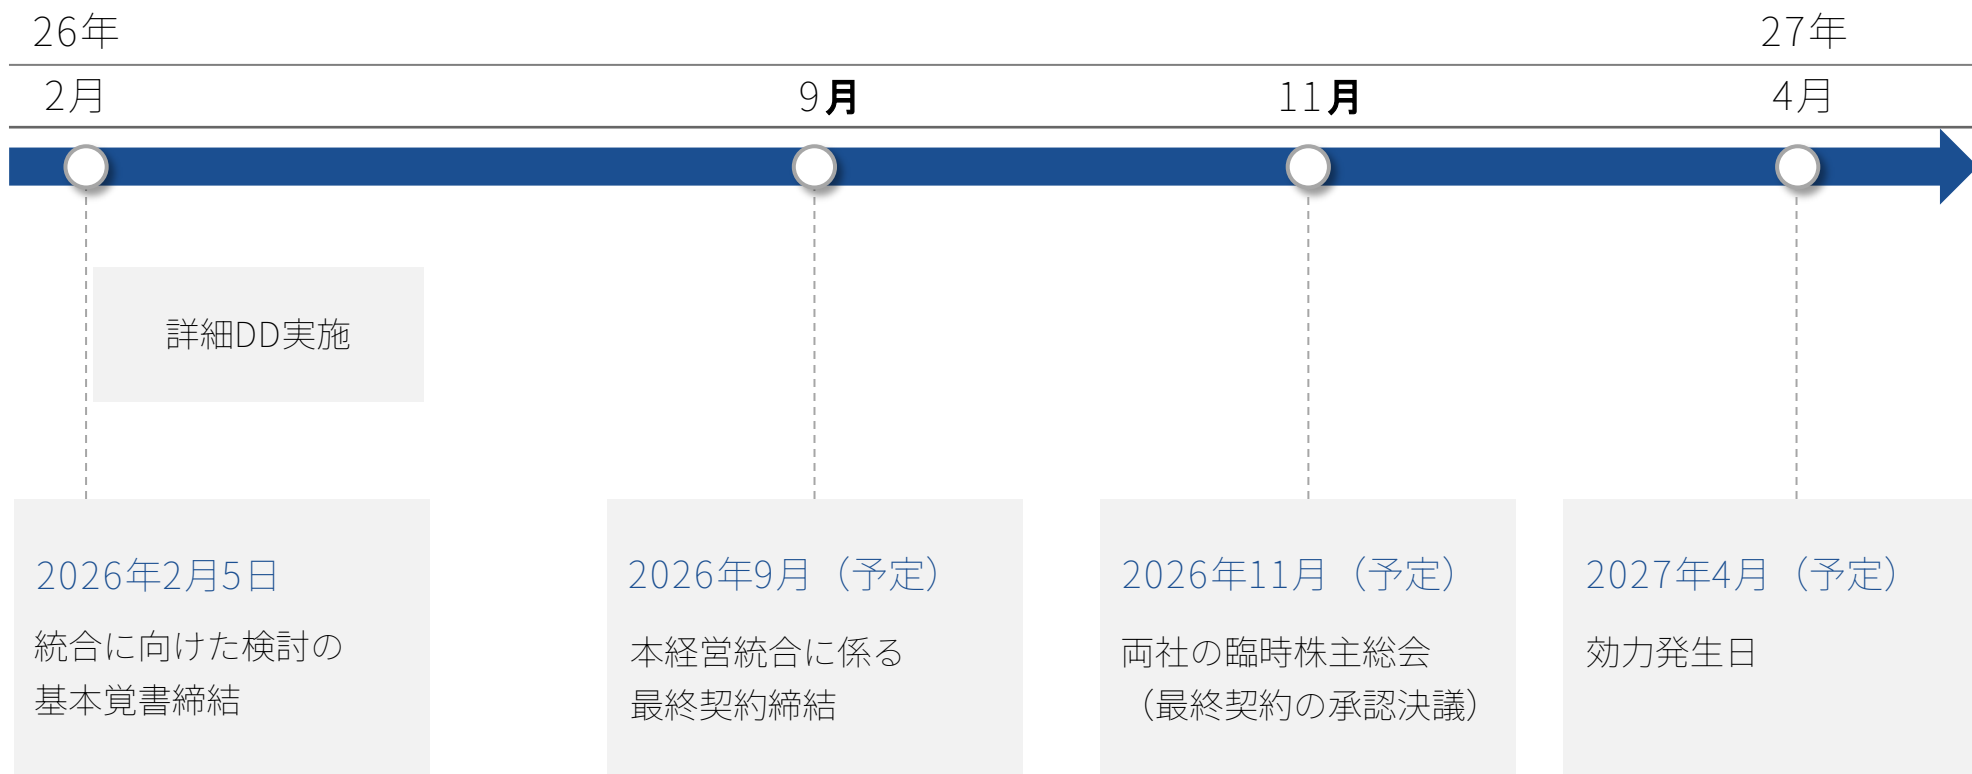 26年
27年
2月
9月
11月
4月
詳細DD実施
2026年2月5日
統合に向けた検討の
基本覚書締結
2026年9月（予定）
本経営統合に係る
最終契約締結
2026年11月（予定）
両社の臨時株主総会
（最終契約の承認決議）
2027年4月（予定）
効力発生日